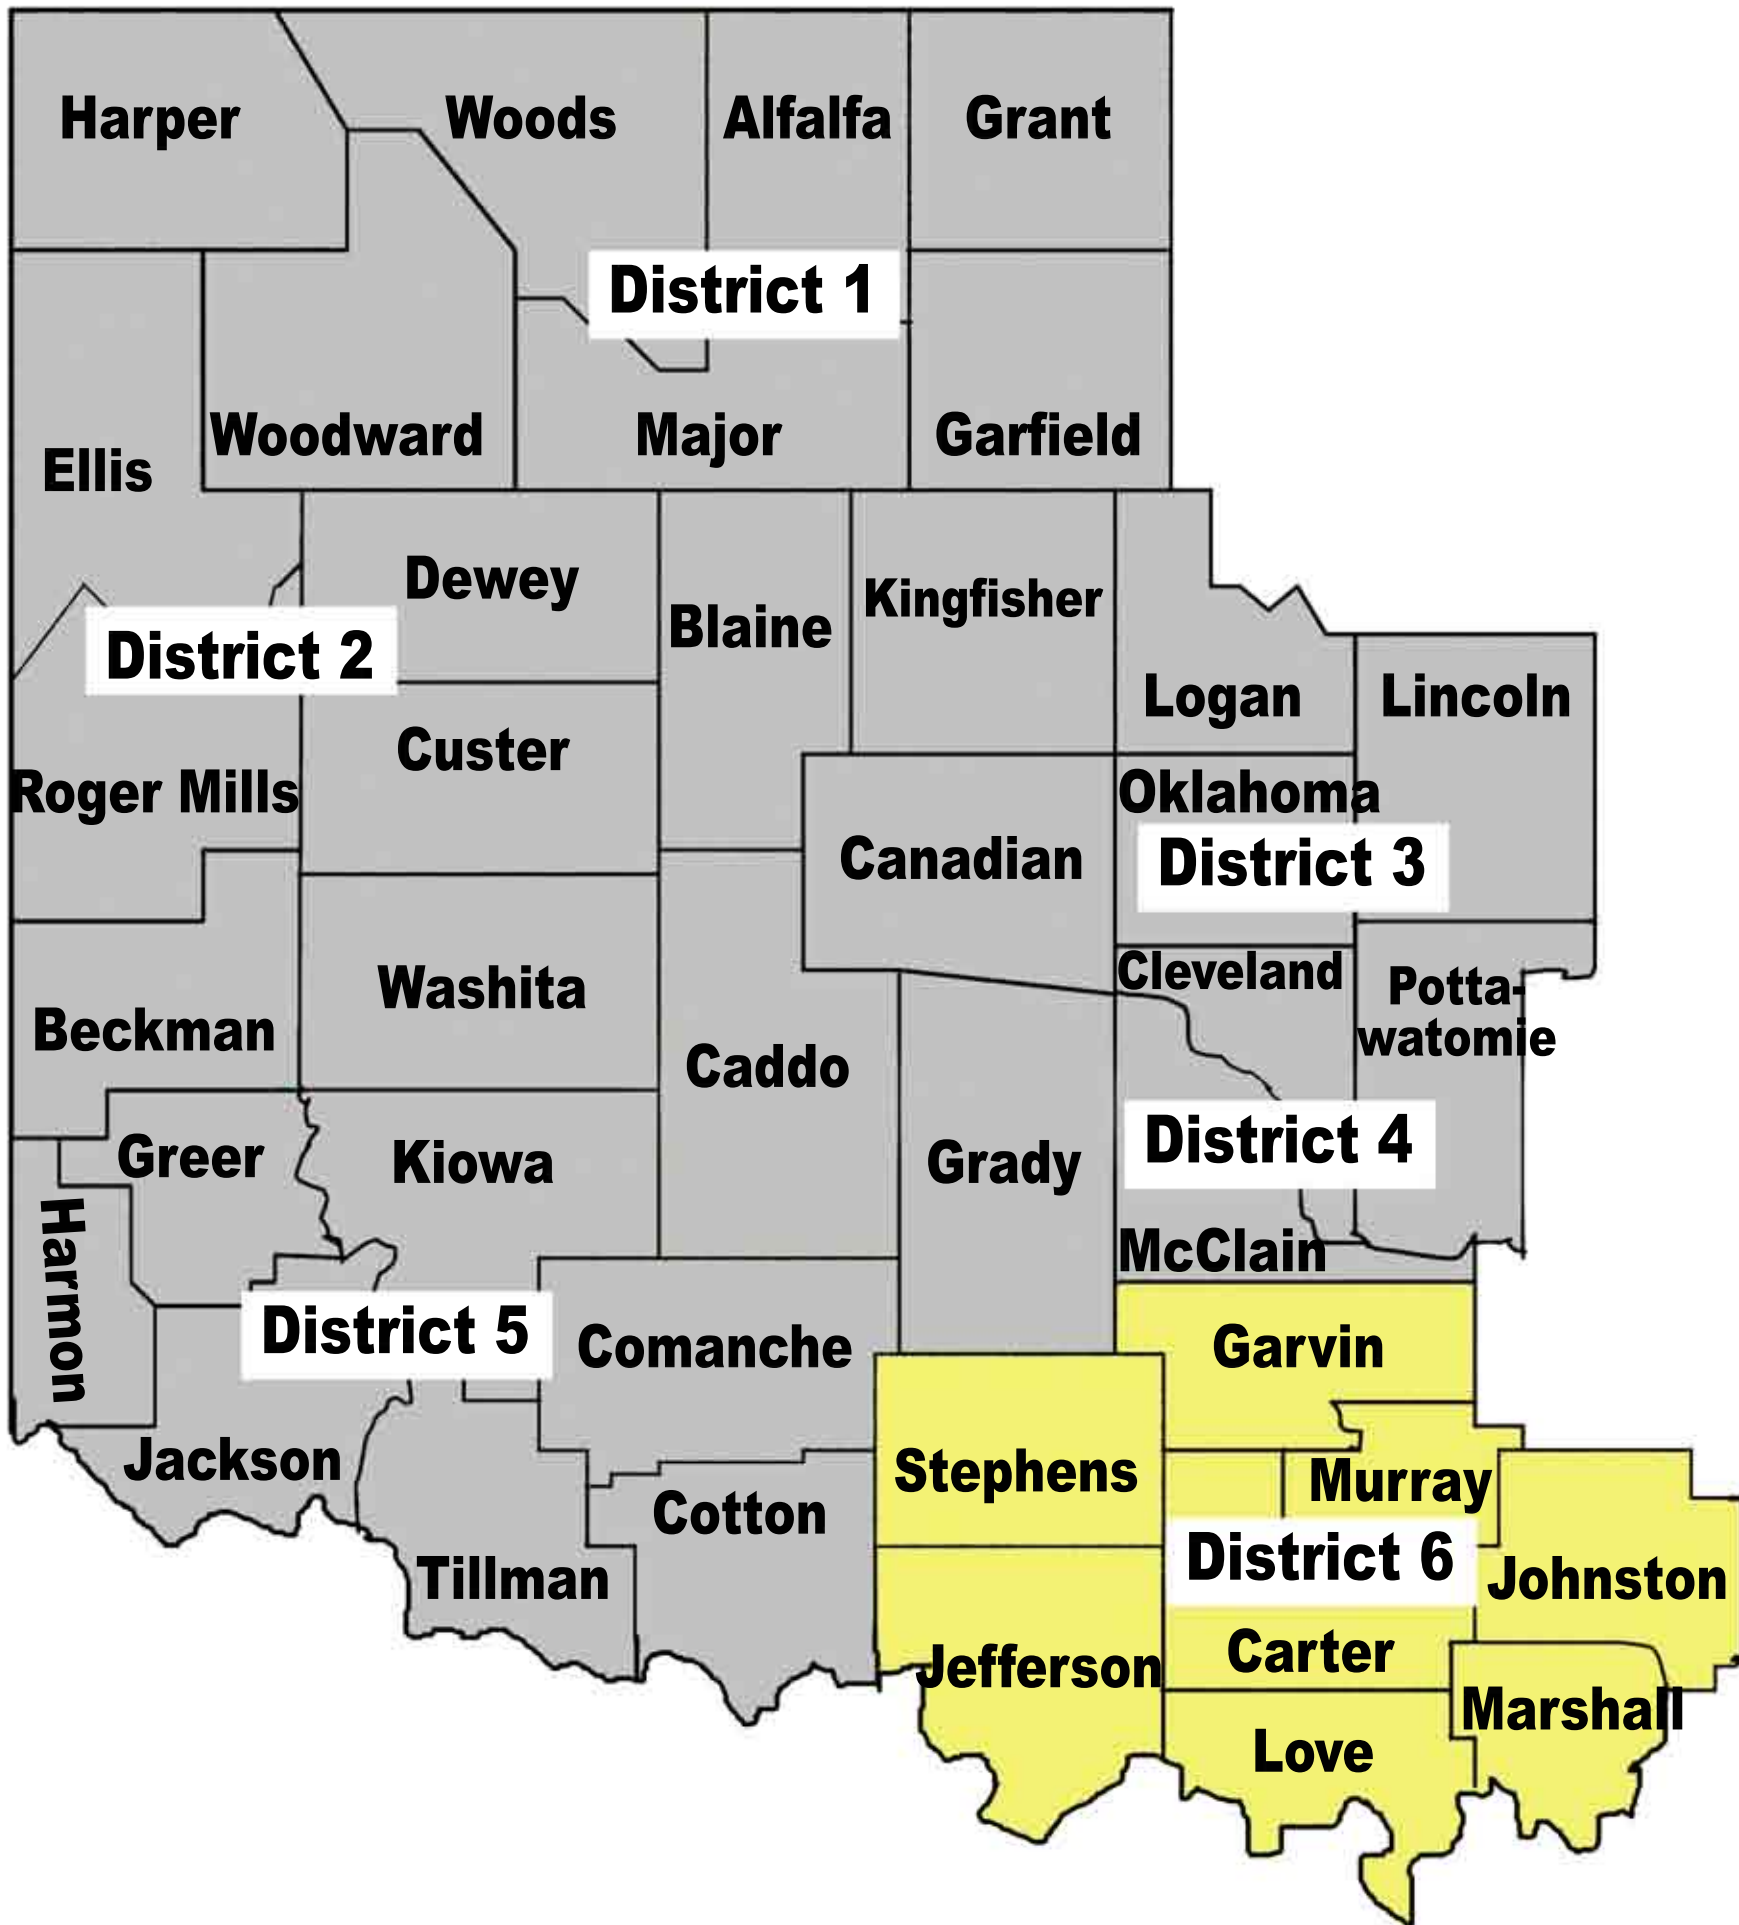 Harper
Woods
Alfalfa
Grant
District 1
Woodward
Major
Garfield
Ellis
Dewey
Blaine
Kingfisher
District 2
Logan
Lincoln
Custer
Roger Mills
Oklahoma
Canadian
District 3
Cleveland
Washita
Potta-
watomie
Beckman
Caddo
District 4
Greer
Kiowa
Grady
McClain
Harmon
District 5
Comanche
Garvin
Jackson
Stephens
Murray
Cotton
District 6
Tillman
Johnston
Jefferson
Carter
Marshall
Love